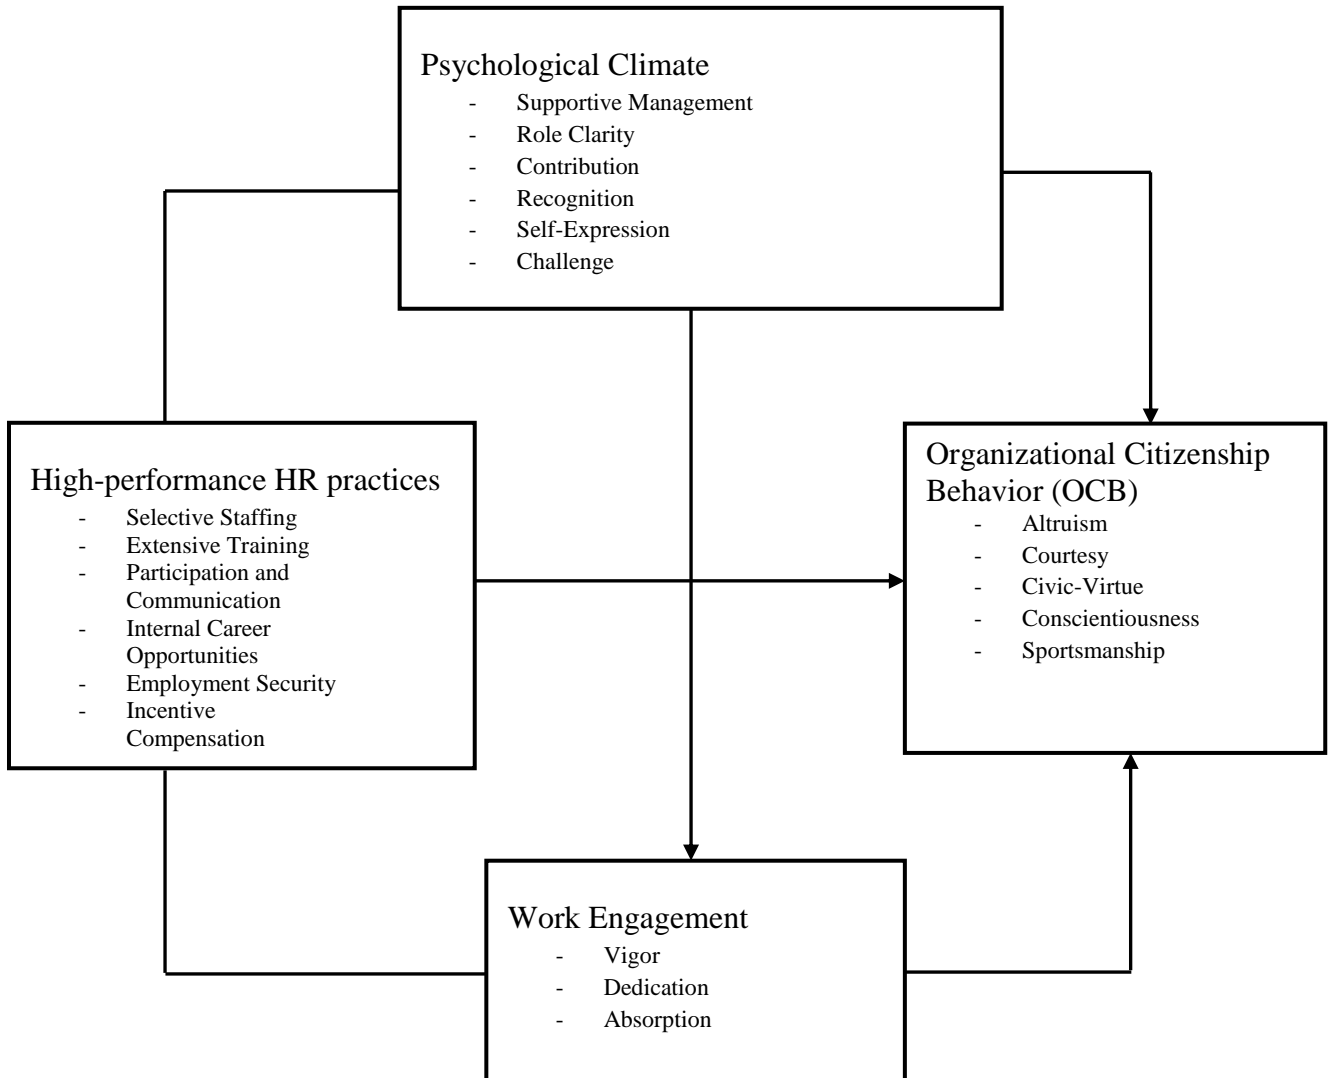 Psychological Climate
- Supportive Management
- Role Clarity
- Contribution
- Recognition
- Self-Expression
- Challenge
High-performance HR practices
- Selective Staffing
- Extensive Training
- Participation and
Communication
- Internal Career
Opportunities
- Employment Security
- Incentive
Compensation
Organizational Citizenship
Behavior (OCB)
- Altruism
- Courtesy
- Civic-Virtue
- Conscientiousness
- Sportsmanship
Work Engagement
- Vigor
- Dedication
- Absorption